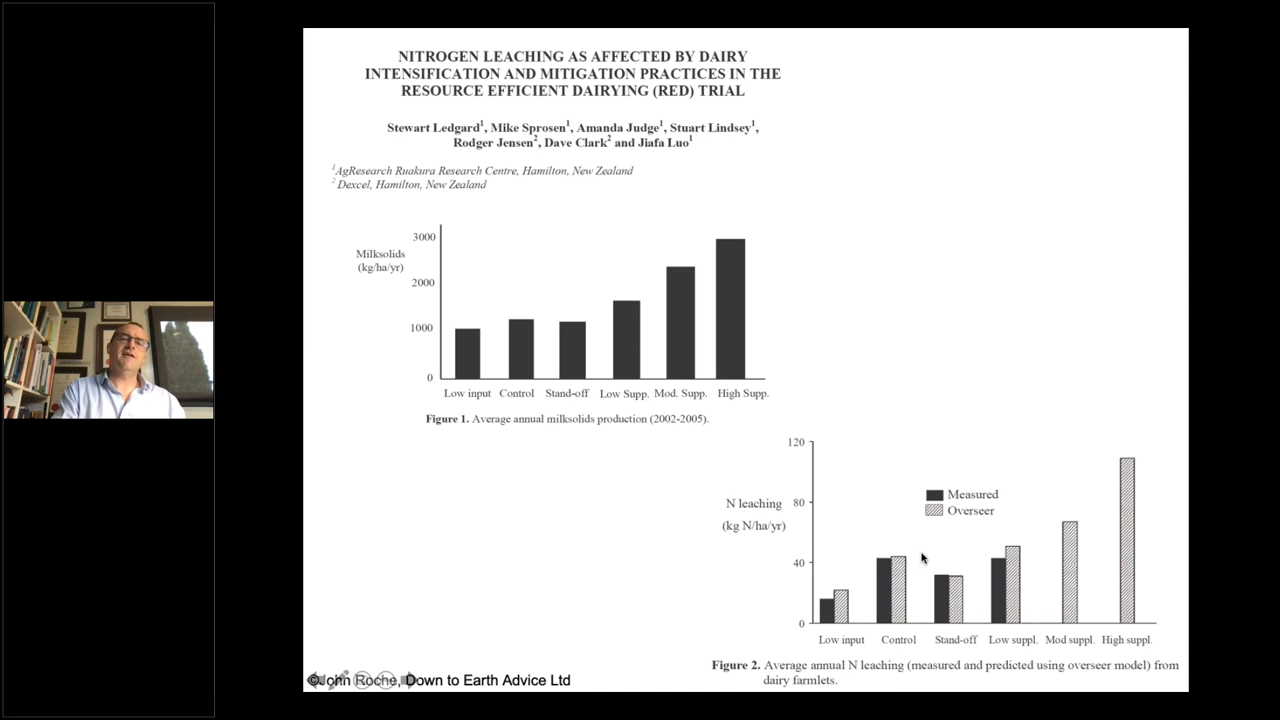 NITROGEN LEACHING AS AFFECTED BY DAIRY
INTENSIFICATION AND MITIGATION PRACTICES IN THE
RESOURCE EFFICIENT DAIRYING (RED) TRIAL
Stewart Ledgard1, Mike Sprosen1, Amanda Judge1, Stuart Lindsey1,
Rodger Jensen2, Dave Clark2 and Jiafa Luo1
1AgResearch Ruakura Research Centre, Hamilton, New Zealand
2 Dexcel, Hamilton, New Zealand
Milksolids
(kg/ha/yr)
3000
2000
1000
0
Low input Control Stand-off Low Supp. Mod. Supp. High Supp.
Figure 1. Average annual milksolids production (2002-2005).
N leaching
(kg N/ha/yr)
120
80
40
0
Measured
Overseer
Low input Control Stand-off Low suppl. Mod suppl. High suppl.
Figure 2. Average annual N leaching (measured and predicted using overseer model) from
dairy farmlets.
©John Roche, Down to Earth Advice Ltd